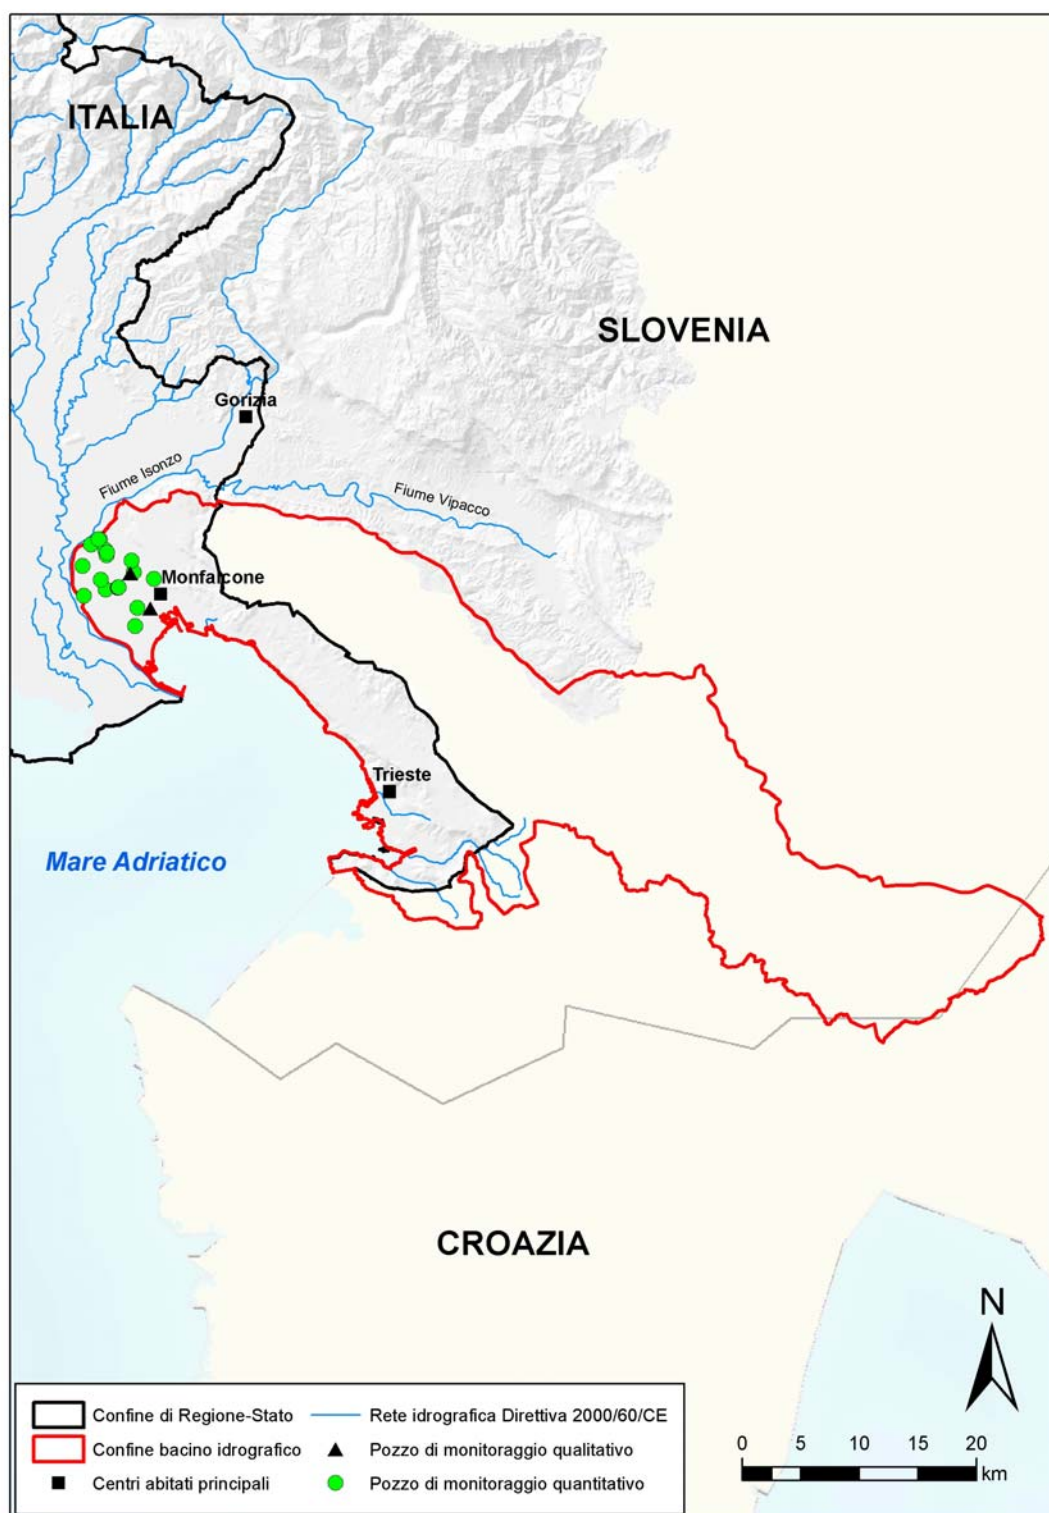 ITALIA
SLOVENIA
Gorizia
Fiume Isonzo
Fiume Vipacco
Monfalcone
Trieste
Mare Adriatico
CROAZIA
N
Confine di Regione-Stato
Rete idrografica Direttiva 2000/60/CE
Confine bacino idrografico
Pozzo di monitoraggio qualitativo
Centri abitati principali
Pozzo di monitoraggio quantitativo
0 5 10 15 20
km